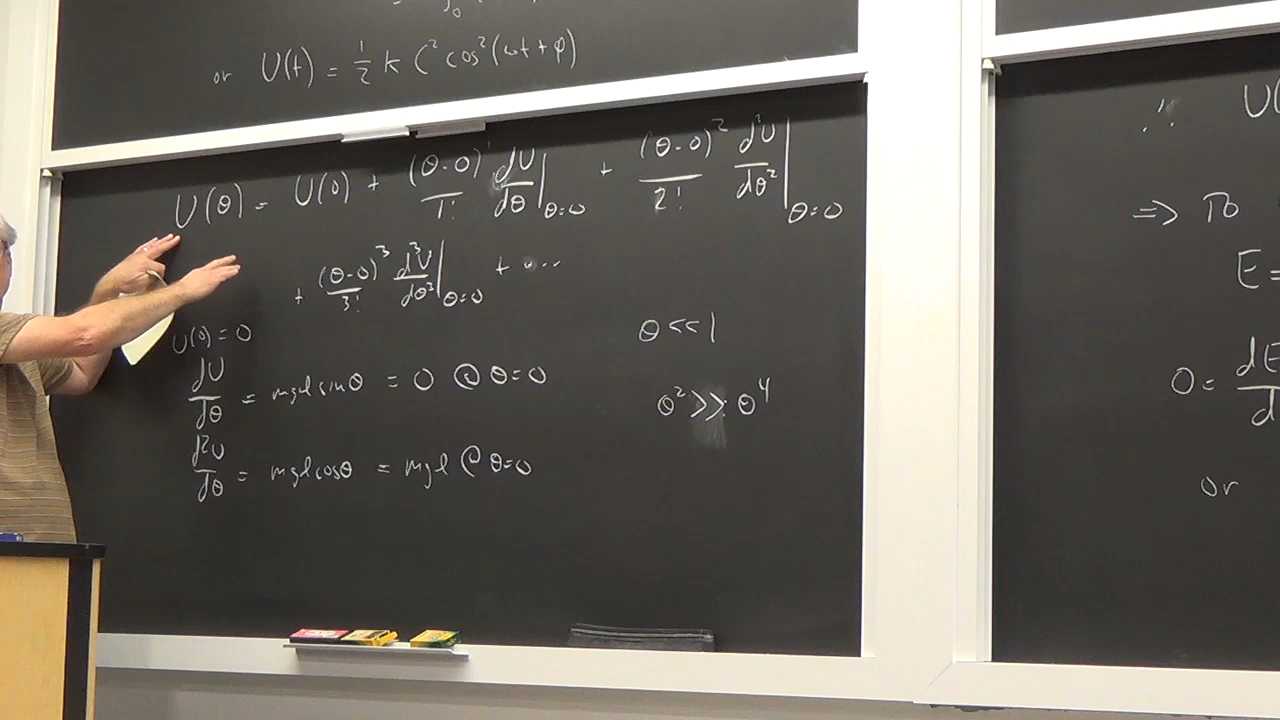 or U(t) = 1/2 k C² cos²(ωt + φ)
U(θ) = U(0) + (θ-0)¹/1! dU/dθ|θ=0 + (θ-0)²/2! d²U/dθ²|θ=0
+ (θ-0)³/3! d³U/dθ³|θ=0 + ...
U(0) = 0
dU/dθ = mgl sinθ = 0 @ θ=0
d²U/dθ = mgl cosθ = mgl @ θ=0
θ << 1
θ² >> θ⁴
∴ U(
=> To
E =
0 = dE/d
or